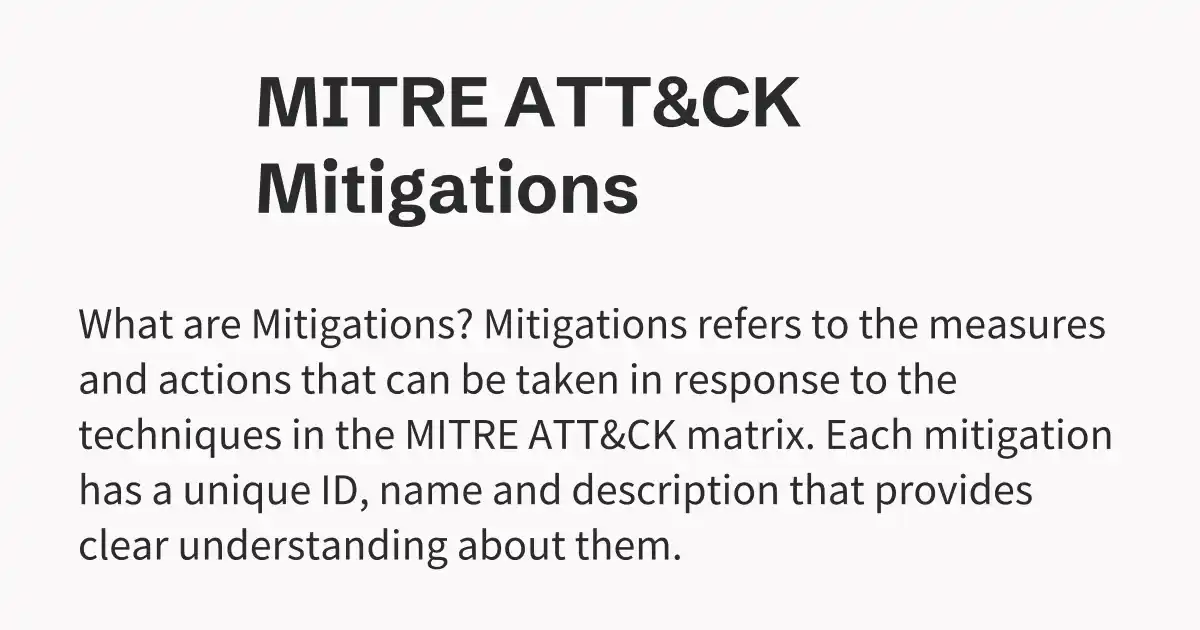 MITRE ATT&CK
Mitigations
What are Mitigations? Mitigations refers to the measures
and actions that can be taken in response to the
techniques in the MITRE ATT&CK matrix. Each mitigation
has a unique ID, name and description that provides
clear understanding about them.